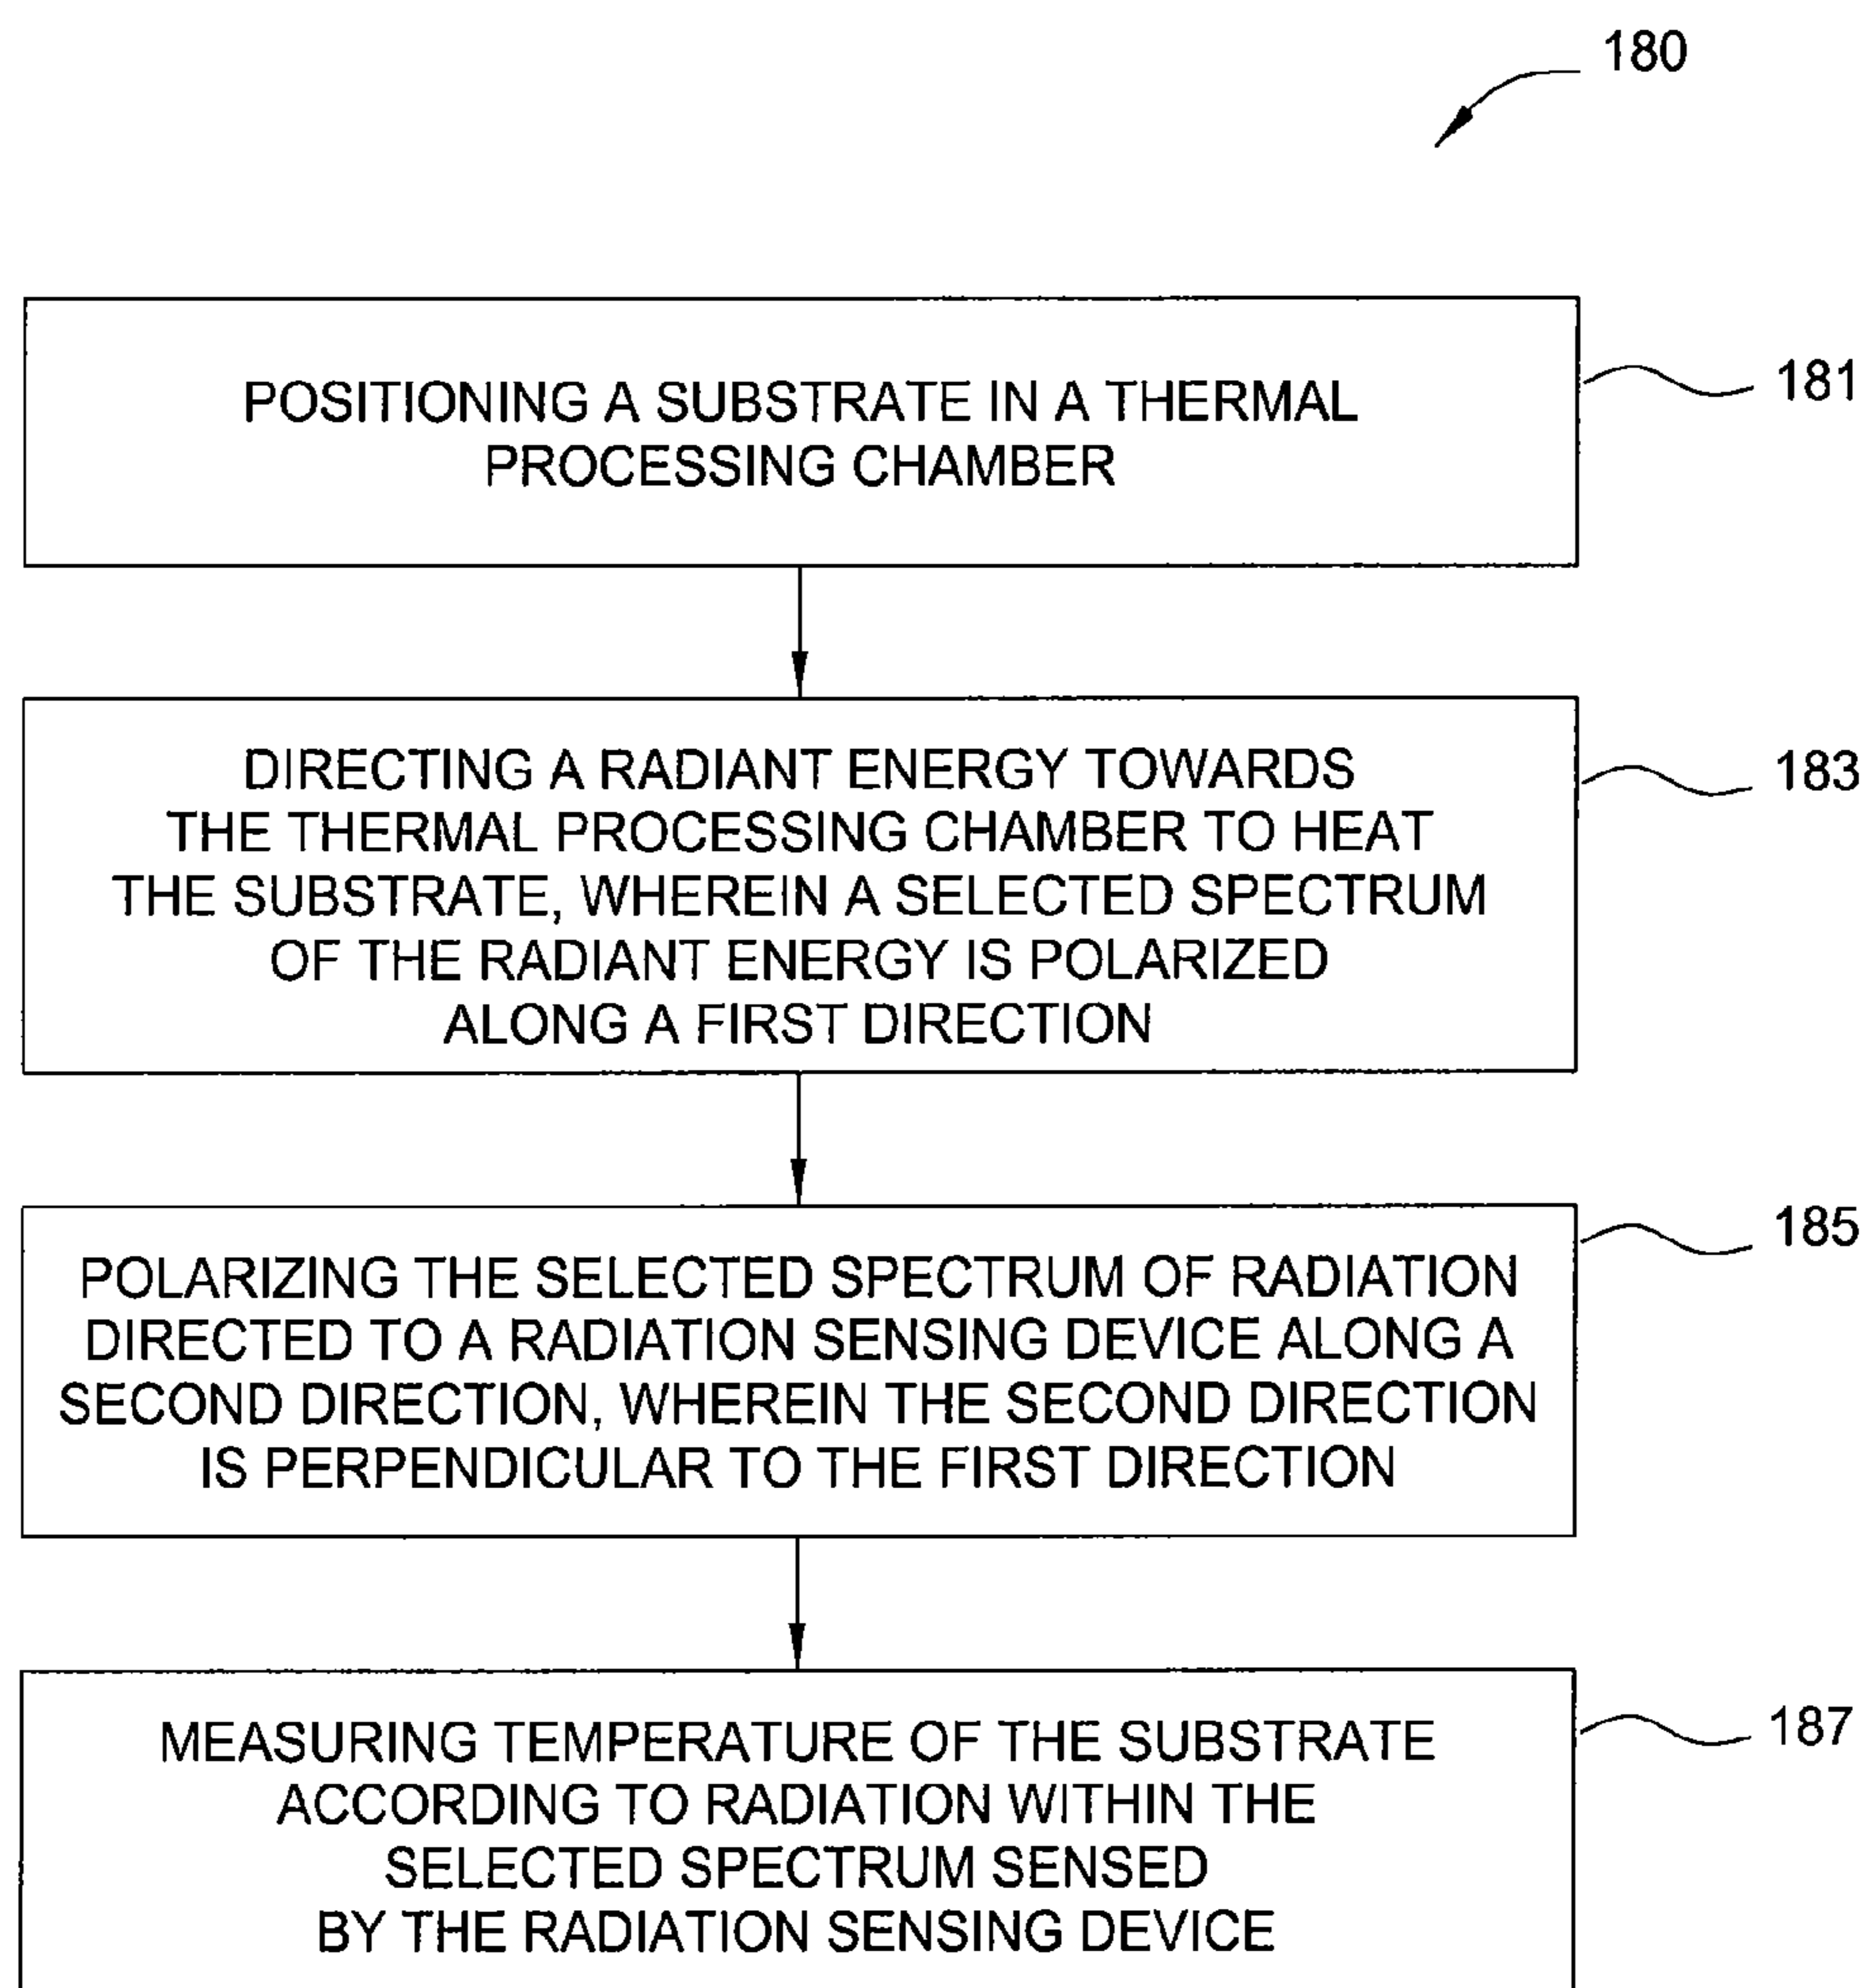 180
POSITIONING A SUBSTRATE IN A THERMAL
PROCESSING CHAMBER
181
DIRECTING A RADIANT ENERGY TOWARDS
THE THERMAL PROCESSING CHAMBER TO HEAT
THE SUBSTRATE, WHEREIN A SELECTED SPECTRUM
OF THE RADIANT ENERGY IS POLARIZED
ALONG A FIRST DIRECTION
183
POLARIZING THE SELECTED SPECTRUM OF RADIATION
DIRECTED TO A RADIATION SENSING DEVICE ALONG A
SECOND DIRECTION, WHEREIN THE SECOND DIRECTION
IS PERPENDICULAR TO THE FIRST DIRECTION
185
MEASURING TEMPERATURE OF THE SUBSTRATE
ACCORDING TO RADIATION WITHIN THE
SELECTED SPECTRUM SENSED
BY THE RADIATION SENSING DEVICE
187